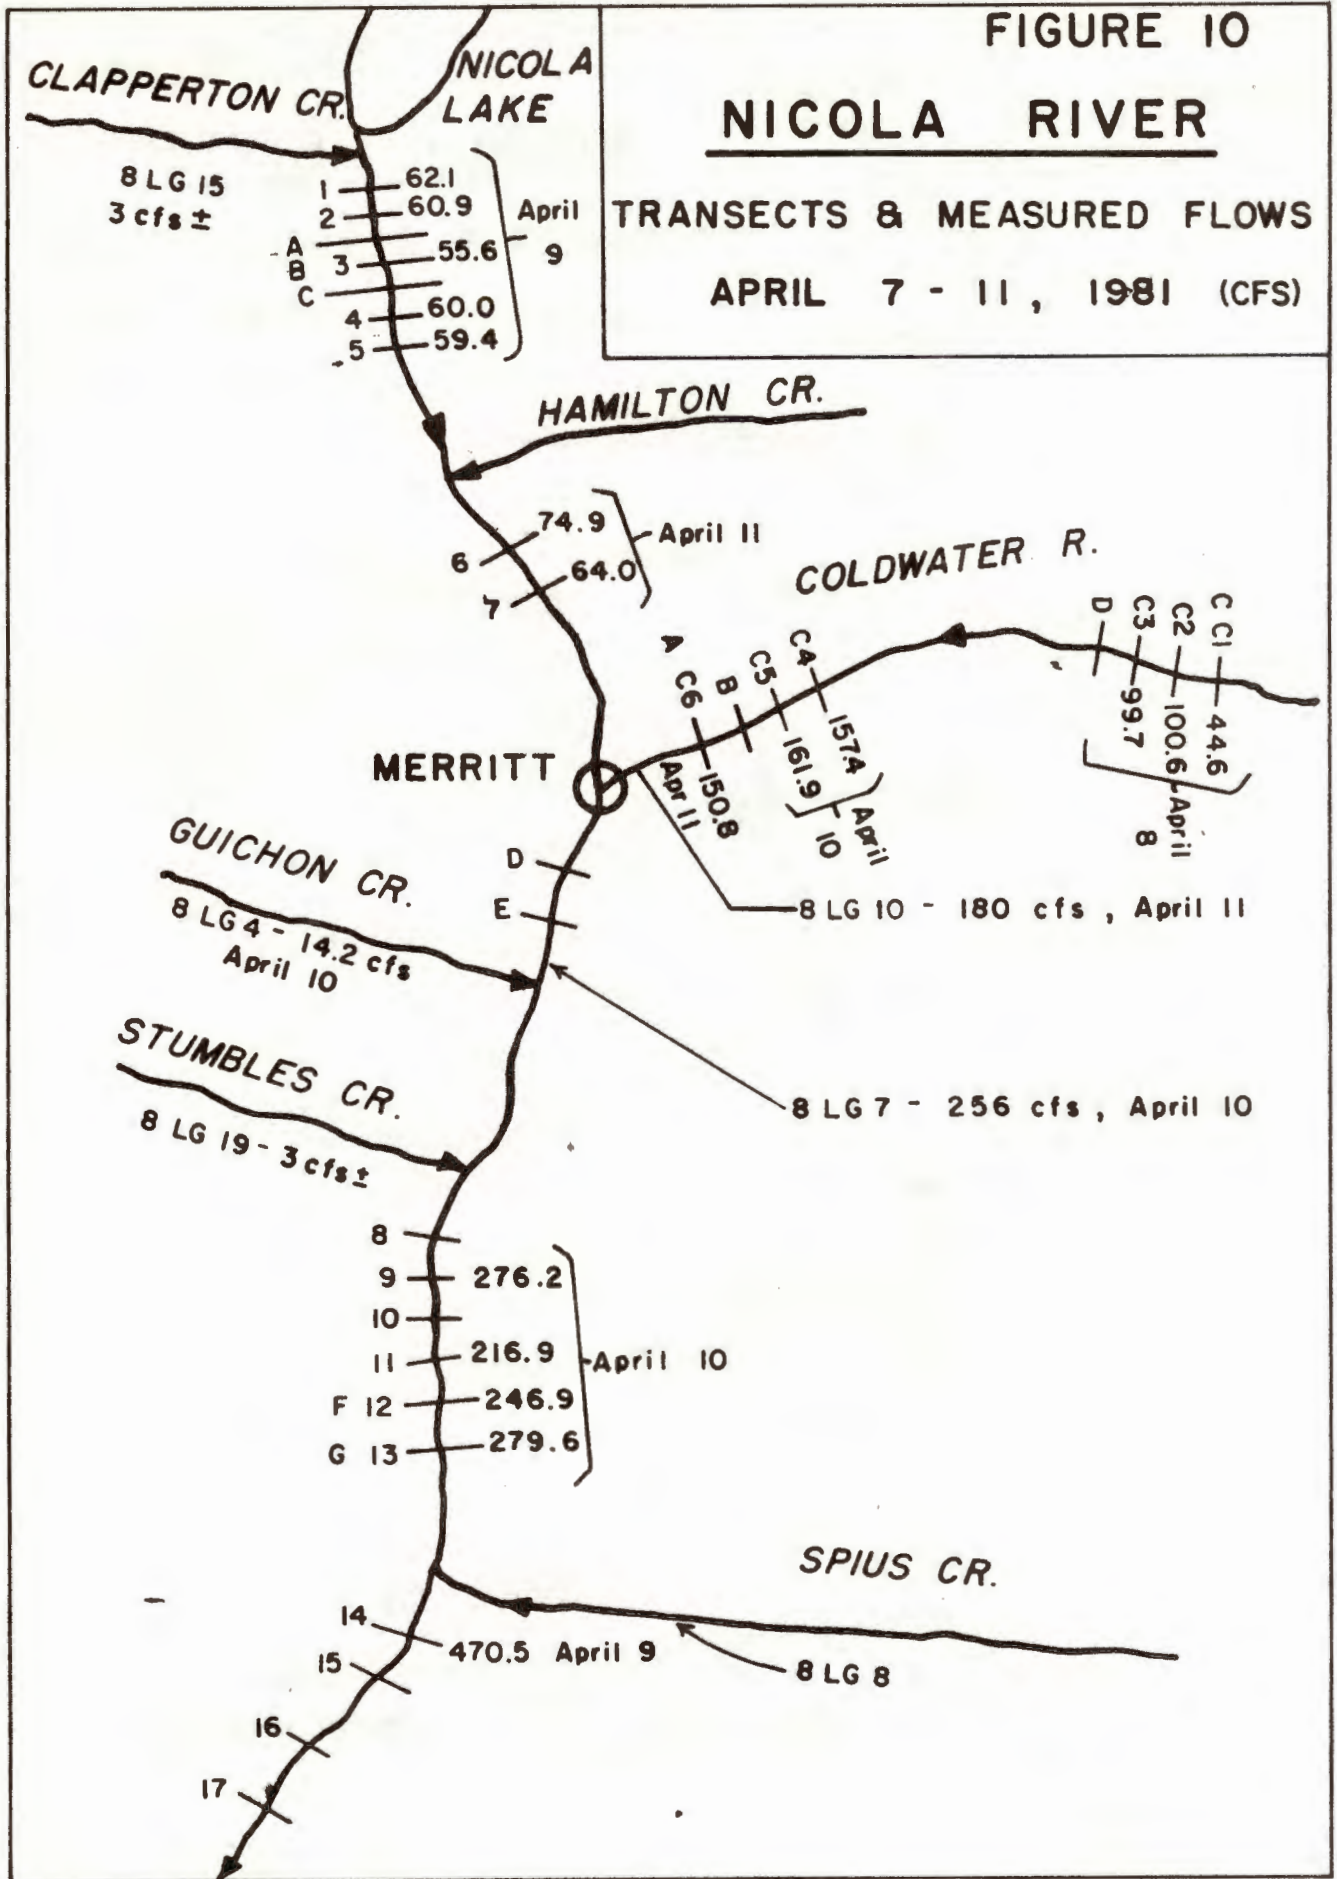 FIGURE 10
NICOLA RIVER
TRANSECTS & MEASURED FLOWS
APRIL 7 - 11, 1981 (CFS)
NICOLA
LAKE
CLAPPERTON CR.
8 LG 15
3 cfs ±
1 62.1
2 60.9
A
B 3 55.6
C
4 60.0
5 59.4
April
9
HAMILTON CR.
6 74.9
7 64.0
April 11
COLDWATER R.
D
C3 99.7
C2 100.6
C C1 44.6
April
8
A C6 150.8
Apr 11
B
C5 161.9
C4 157.4
April
10
MERRITT
8 LG 10 - 180 cfs , April 11
D
E
GUICHON CR.
8 LG 4 - 14.2 cfs
April 10
8 LG 7 - 256 cfs , April 10
STUMBLES CR.
8 LG 19 - 3 cfs ±
8
9 276.2
10
11 216.9
F 12 246.9
G 13 279.6
April 10
SPIUS CR.
8 LG 8
14 470.5 April 9
15
16
17